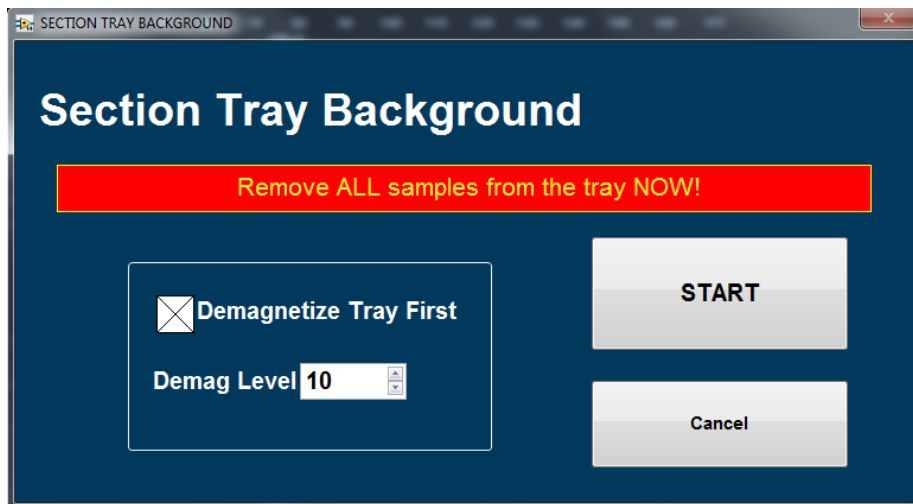 SECTION TRAY BACKGROUND
Section Tray Background
Remove ALL samples from the tray NOW!
Demagnetize Tray First
START
Demag Level 10
Cancel